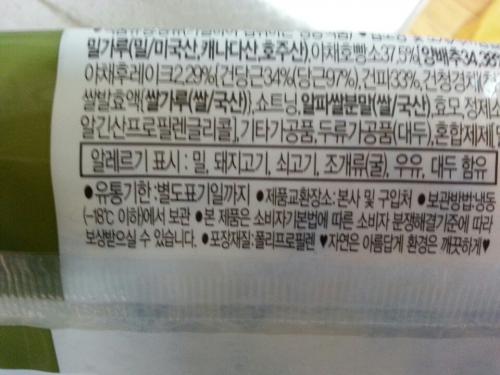 밀가루(밀/미국산,캐나다산,호주산),야채호빵소37.5%[양배추34.38%
야채후레이크2.29%{건당근34%(당근97%),건파33%,건청경채(청
쌀발효액{쌀가루(쌀/국산)},쇼트닝,알파쌀분말(쌀/국산),효모,정제소
알긴산프로필렌글리콜],기타가공품,두류가공품(대두),혼합제제[
알레르기 표시 : 밀, 돼지고기, 쇠고기, 조개류(굴), 우유, 대두 함유
●유통기한:별도표기일까지 ●제품교환장소: 본사 및 구입처 ●보관방법:냉동
(-18℃ 이하)에서 보관 ●본 제품은 소비자기본법에 따른 소비자 분쟁해결기준에 따라
보상받으실 수 있습니다. ●포장재질:폴리프로필렌 ♥자연은 아름답게 환경은 깨끗하게♥